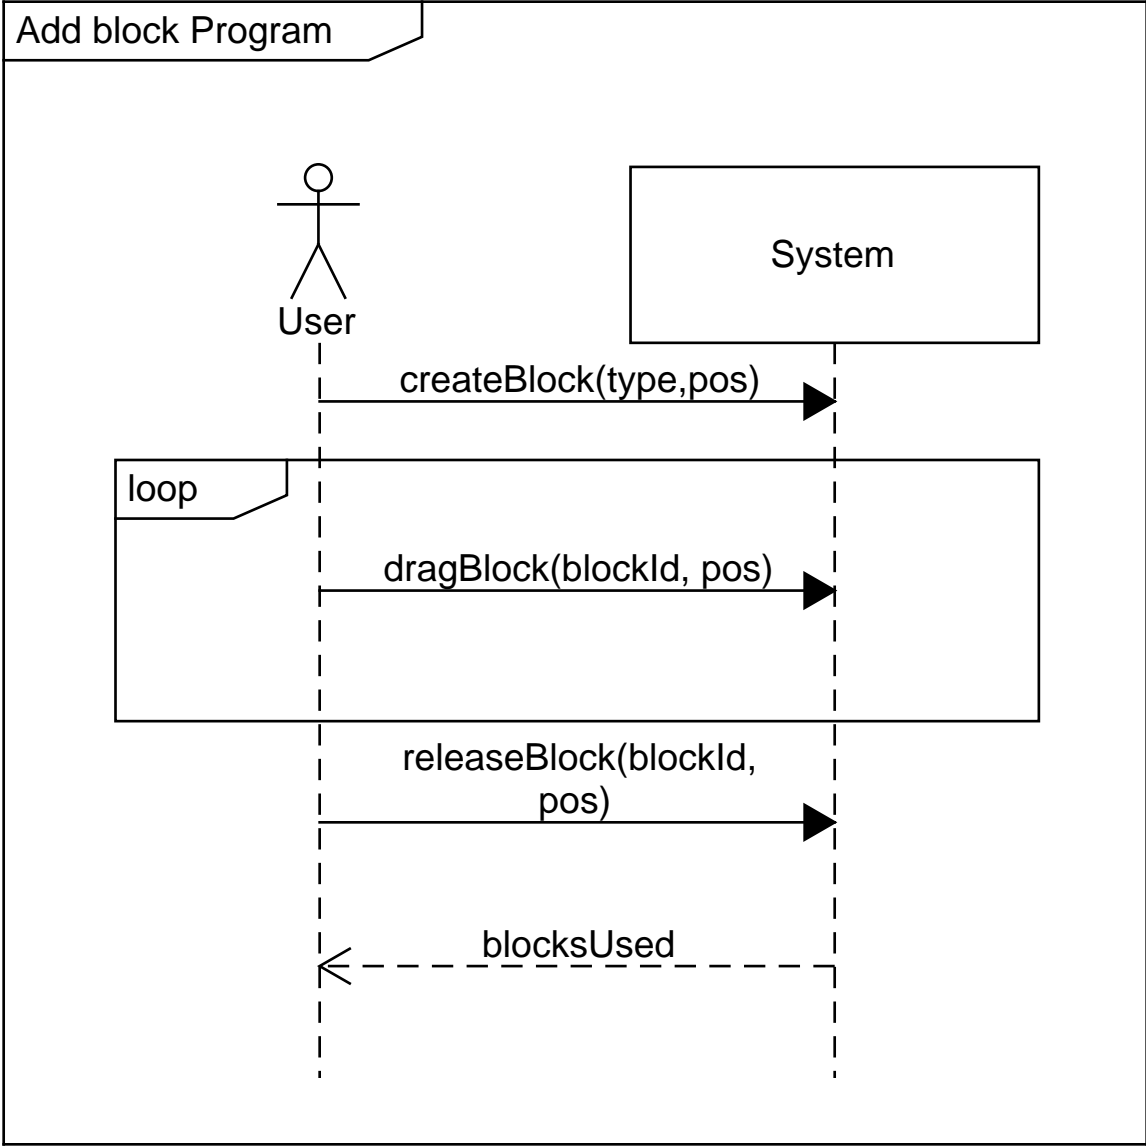 Add block Program
System
User
createBlock(type,pos)
loop
dragBlock(blockId, pos)
releaseBlock(blockId,
pos)
blocksUsed